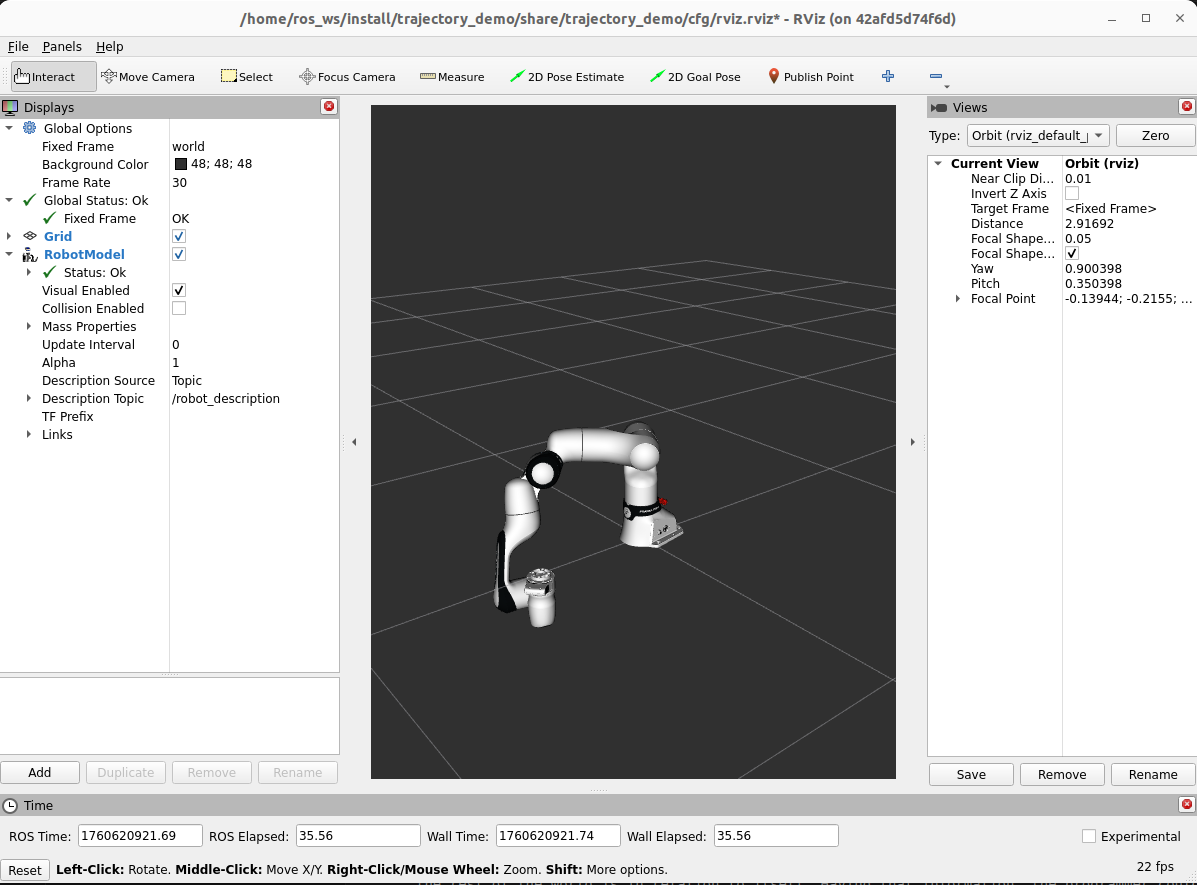 /home/ros_ws/install/trajectory_demo/share/trajectory_demo/cfg/rviz.rviz* - RViz (on 42afd5d74f6d)
File Panels Help
Interact Move Camera Select Focus Camera Measure 2D Pose Estimate 2D Goal Pose Publish Point
Displays
Global Options
Fixed Frame world
Background Color 48; 48; 48
Frame Rate 30
Global Status: Ok
Fixed Frame OK
Grid
RobotModel
Status: Ok
Visual Enabled
Collision Enabled
Mass Properties
Update Interval 0
Alpha 1
Description Source Topic
Description Topic /robot_description
TF Prefix
Links
Add Duplicate Remove Rename
Views
Type: Orbit (rviz_default_ Zero
Current View Orbit (rviz)
Near Clip Di... 0.01
Invert Z Axis
Target Frame <Fixed Frame>
Distance 2.91692
Focal Shape... 0.05
Focal Shape...
Yaw 0.900398
Pitch 0.350398
Focal Point -0.13944; -0.2155; ...
Save Remove Rename
Time
ROS Time: 1760620921.69 ROS Elapsed: 35.56 Wall Time: 1760620921.74 Wall Elapsed: 35.56 Experimental
Reset Left-Click: Rotate. Middle-Click: Move X/Y. Right-Click/Mouse Wheel: Zoom. Shift: More options. 22 fps